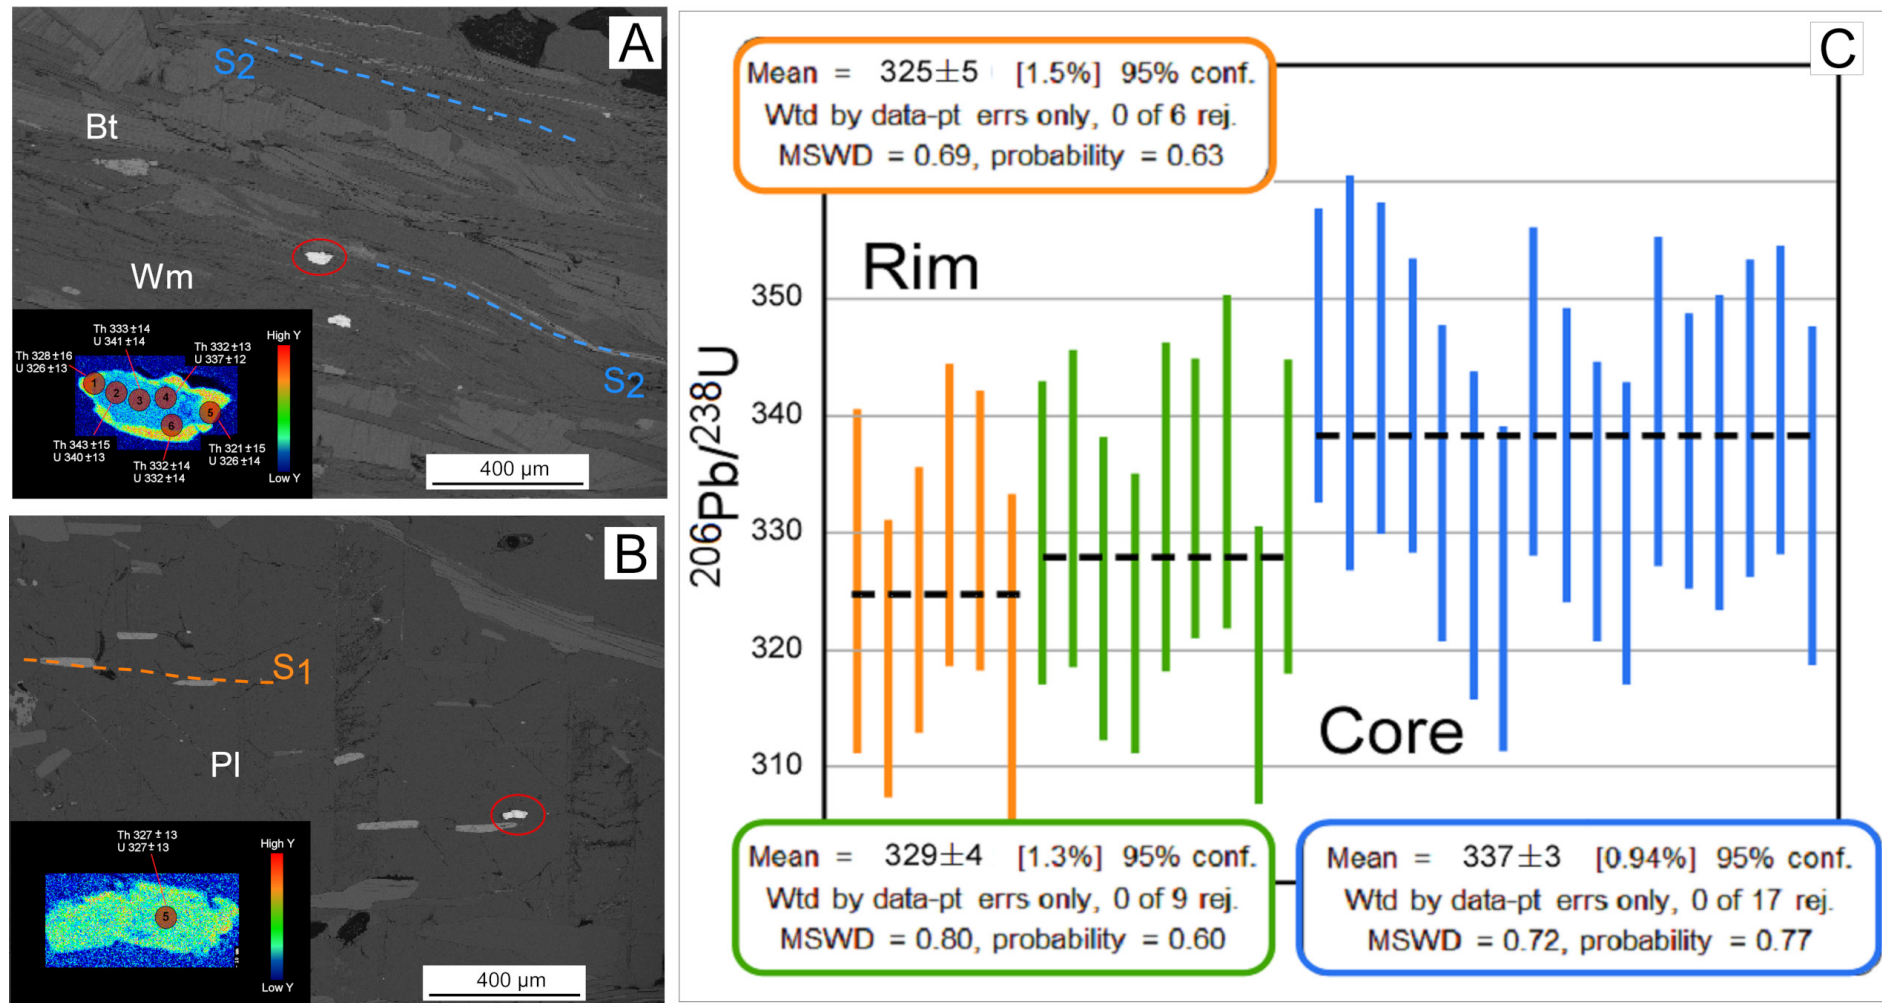 A
S2
Bt
Wm
S2
Th 333±14
U 341±14
Th 332±13
U 337±12
Th 328±16
U 326±13
High Y
1
2
3
4
5
6
Th 343±15
U 340±13
Th 321±15
U 326±14
Th 332±14
U 332±14
Low Y
400 µm
B
S1
Pl
Th 327±13
U 327±13
High Y
5
Low Y
400 µm
C
Mean = 325±5 [1.5%] 95% conf.
Wtd by data-pt errs only, 0 of 6 rej.
MSWD = 0.69, probability = 0.63
Rim
206Pb/238U
350
340
330
320
310
Core
Mean = 329±4 [1.3%] 95% conf.
Wtd by data-pt errs only, 0 of 9 rej.
MSWD = 0.80, probability = 0.60
Mean = 337±3 [0.94%] 95% conf.
Wtd by data-pt errs only, 0 of 17 rej.
MSWD = 0.72, probability = 0.77